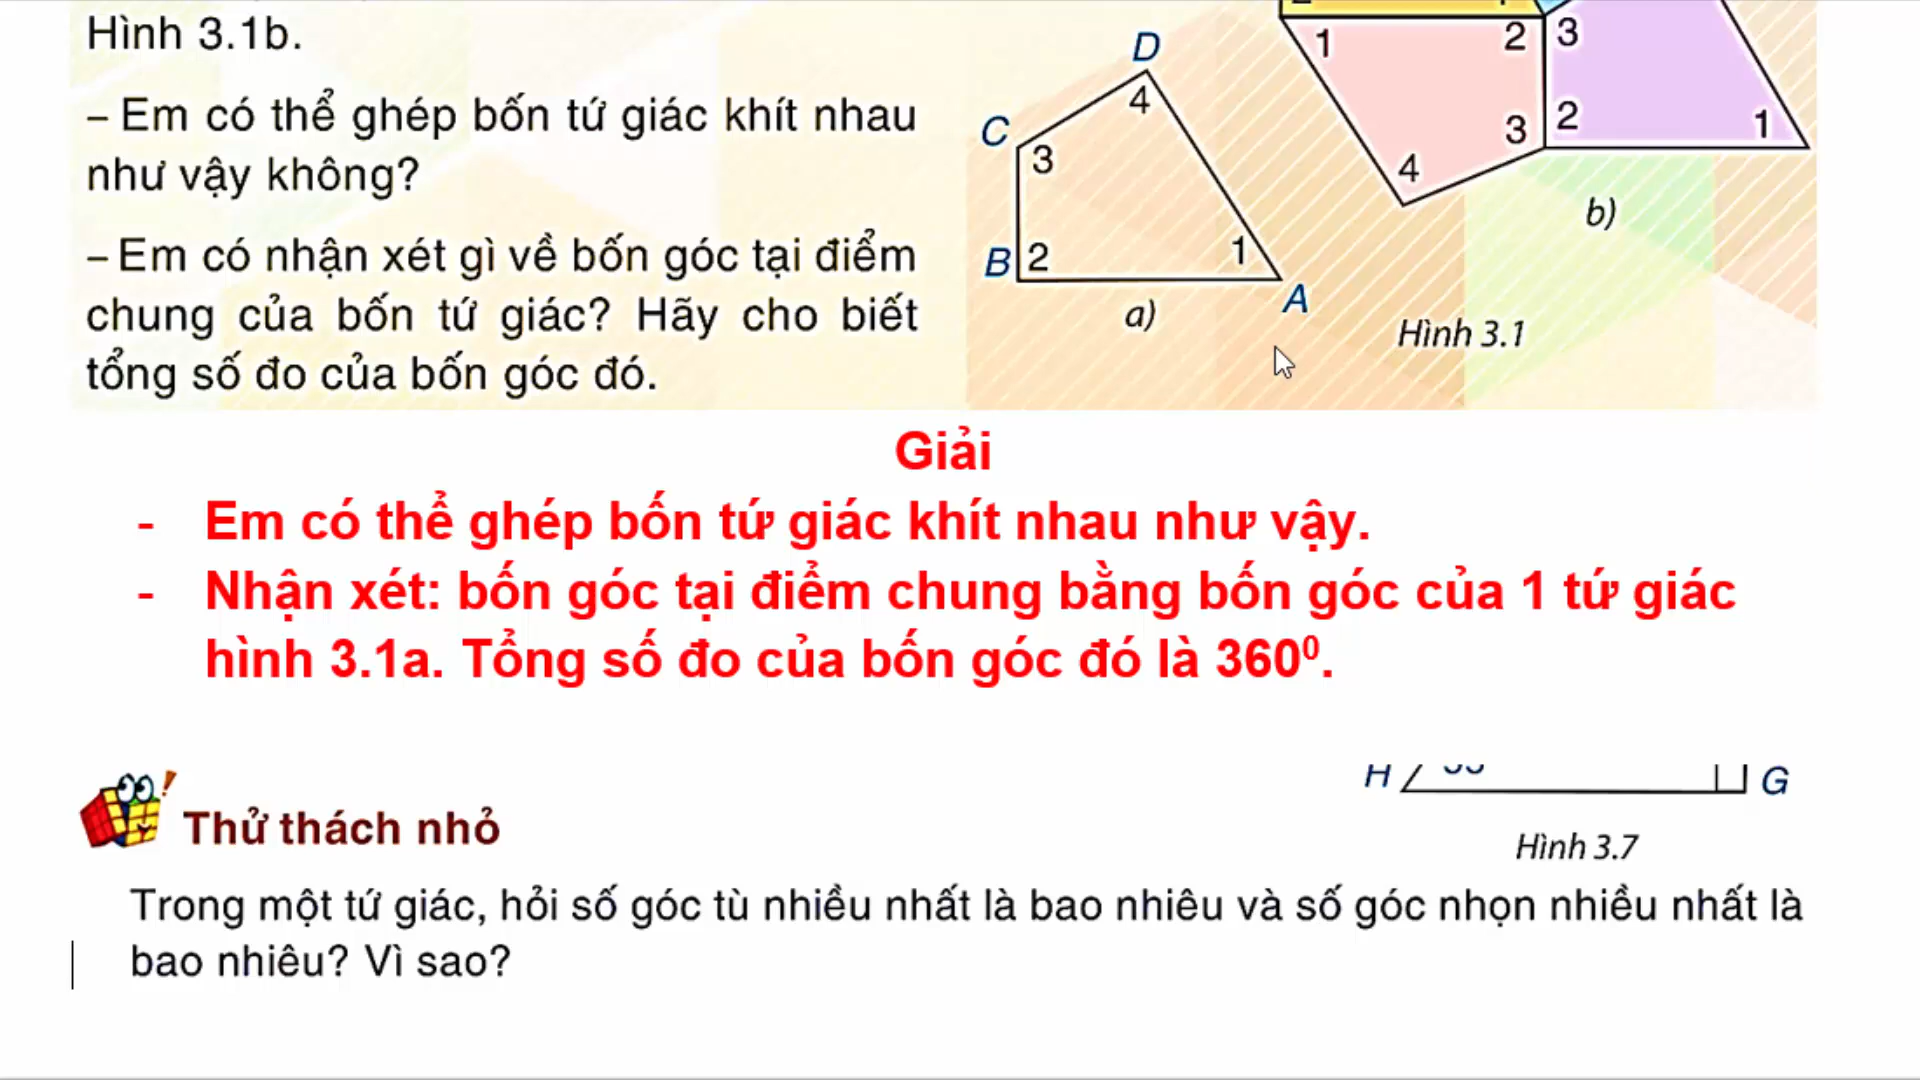 Hình 3.1b.
– Em có thể ghép bốn tứ giác khít nhau
như vậy không?
– Em có nhận xét gì về bốn góc tại điểm
chung của bốn tứ giác? Hãy cho biết
tổng số đo của bốn góc đó.
D
4
C
3
B
2
1
A
a)
1
2
3
3
2
1
4
b)
Hình 3.1
Giải
- Em có thể ghép bốn tứ giác khít nhau như vậy.
- Nhận xét: bốn góc tại điểm chung bằng bốn góc của 1 tứ giác
hình 3.1a. Tổng số đo của bốn góc đó là 360⁰.
H
G
Hình 3.7
Thử thách nhỏ
Trong một tứ giác, hỏi số góc tù nhiều nhất là bao nhiêu và số góc nhọn nhiều nhất là
bao nhiêu? Vì sao?